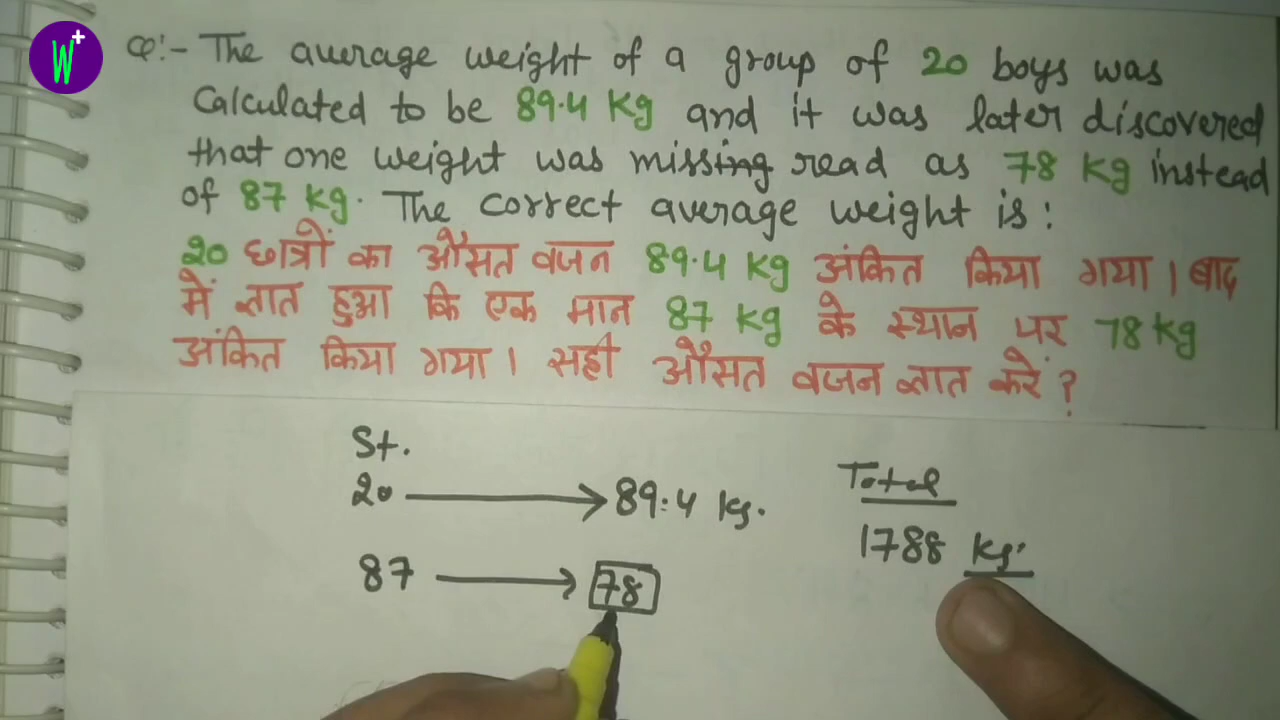 W+
Q:- The average weight of a group of 20 boys was
Calculated to be 89.4 Kg and it was later discovered
that one weight was missing read as 78 Kg instead
of 87 Kg. The correct average weight is:
20 छात्रों का औसत वजन 89.4 Kg अंकित किया गया। बाद
में ज्ञात हुआ कि एक मान 87 Kg के स्थान पर 78 Kg
अंकित किया गया। सही औसत वजन ज्ञात करें?
St.
20 → 89.4 Kg.
Total
1788 Kg.
87 → 78